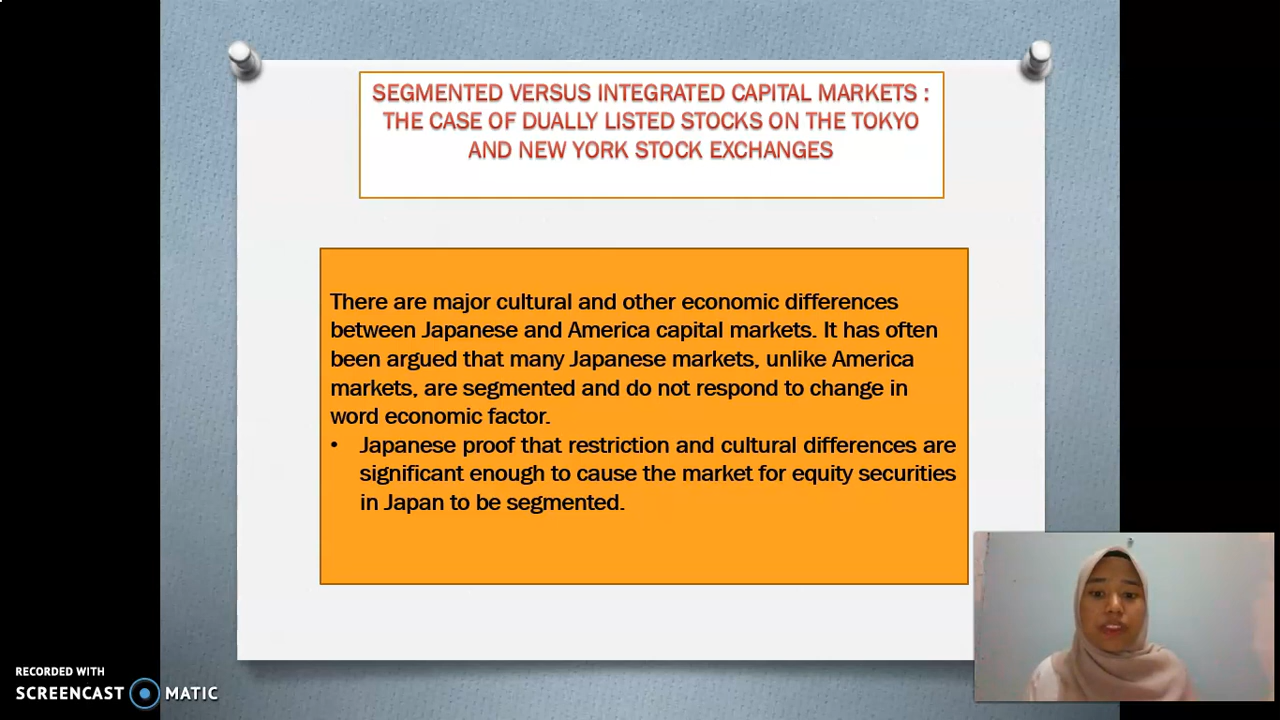 SEGMENTED VERSUS INTEGRATED CAPITAL MARKETS :
THE CASE OF DUALLY LISTED STOCKS ON THE TOKYO
AND NEW YORK STOCK EXCHANGES
There are major cultural and other economic differences
between Japanese and America capital markets. It has often
been argued that many Japanese markets, unlike America
markets, are segmented and do not respond to change in
word economic factor.
• Japanese proof that restriction and cultural differences are
significant enough to cause the market for equity securities
in Japan to be segmented.
RECORDED WITH
SCREENCAST MATIC